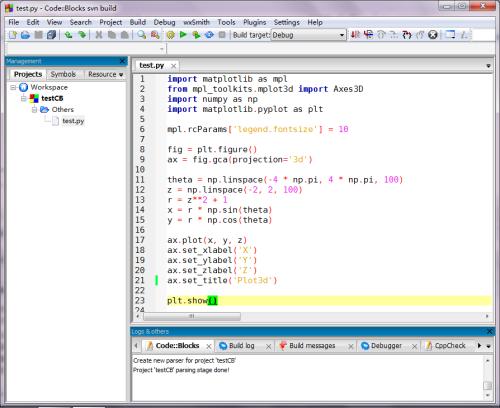 test.py - Code::Blocks svn build
File Edit View Search Project Build Debug wxSmith Tools Plugins Settings Help
Build target: Debug
Management
Projects Symbols Resource
Workspace
testCB
Others
test.py
test.py
1 import matplotlib as mpl
2 from mpl_toolkits.mplot3d import Axes3D
3 import numpy as np
4 import matplotlib.pyplot as plt
5
6 mpl.rcParams['legend.fontsize'] = 10
7
8 fig = plt.figure()
9 ax = fig.gca(projection='3d')
10
11 theta = np.linspace(-4 * np.pi, 4 * np.pi, 100)
12 z = np.linspace(-2, 2, 100)
13 r = z**2 + 1
14 x = r * np.sin(theta)
15 y = r * np.cos(theta)
16
17 ax.plot(x, y, z)
18 ax.set_xlabel('X')
19 ax.set_ylabel('Y')
20 ax.set_zlabel('Z')
21 ax.set_title('Plot3d')
22
23 plt.show()
24
Logs & others
Code::Blocks Build log Build messages Debugger CppCheck
Create new parser for project 'testCB'
Project 'testCB' parsing stage done!